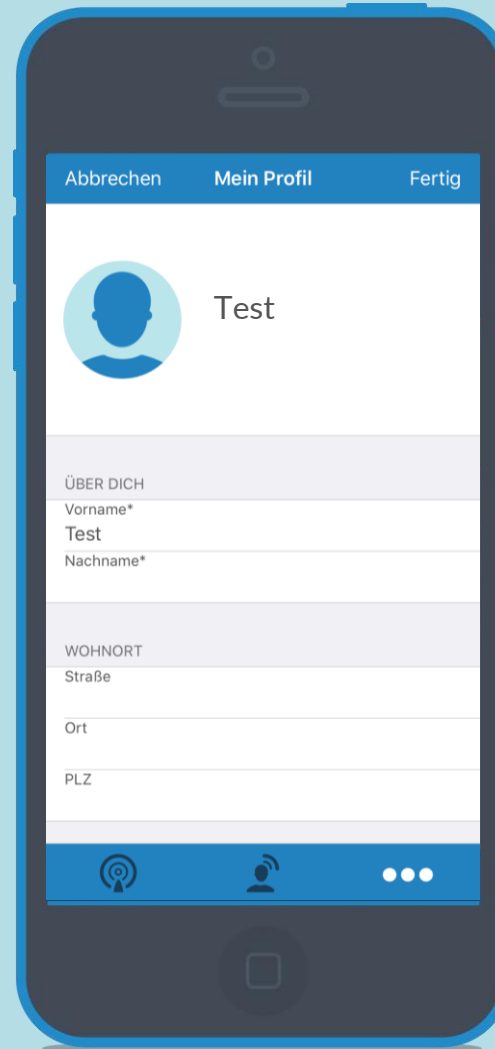 Abbrechen Mein Profil Fertig
Test
ÜBER DICH
Vorname*
Test
Nachname*
WOHNORT
Straße
Ort
PLZ